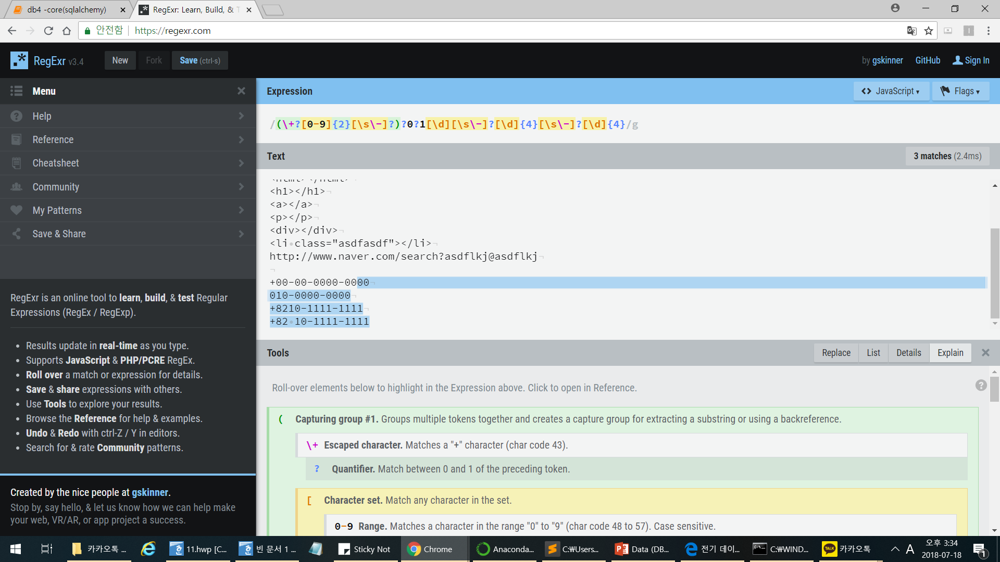 db4 -core(sqlalchemy)
RegExr: Learn, Build, & T
안전함
https://regexr.com
RegExr v3.4
New
Fork
Save (ctrl-s)
by gskinner
GitHub
Sign In
Menu
Help
Reference
Cheatsheet
Community
My Patterns
Save & Share
RegExr is an online tool to learn, build, & test Regular
Expressions (RegEx / RegExp).
Results update in real-time as you type.
Supports JavaScript & PHP/PCRE RegEx.
Roll over a match or expression for details.
Save & share expressions with others.
Use Tools to explore your results.
Browse the Reference for help & examples.
Undo & Redo with ctrl-Z / Y in editors.
Search for & rate Community patterns.
Created by the nice people at gskinner.
Stop by, say hello, & let us know how we can help make
your web, VR/AR, or app project a success.
Expression
JavaScript
Flags
/(\+?[0-9]{2}[\s\-]?)?0?1[\d][\s\-]?[\d]{4}[\s\-]?[\d]{4}/g
Text
3 matches (2.4ms)
<h1></h1>
<a></a>
<p></p>
<div></div>
<li class="asdfasdf"></li>
http://www.naver.com/search?asdflkj@asdflkj
+00-00-0000-0000
010-0000-0000
+8210-1111-1111
+82 10-1111-1111
Tools
Replace
List
Details
Explain
Roll-over elements below to highlight in the Expression above. Click to open in Reference.
( Capturing group #1. Groups multiple tokens together and creates a capture group for extracting a substring or using a backreference.
\+ Escaped character. Matches a "+" character (char code 43).
? Quantifier. Match between 0 and 1 of the preceding token.
[ Character set. Match any character in the set.
0-9 Range. Matches a character in the range "0" to "9" (char code 48 to 57). Case sensitive.
카카오톡 ...
11.hwp [C...
빈 문서 1 ...
Sticky Not
Chrome
Anaconda...
C:₩Users...
Data (DB...
전기 데이...
C:₩WIND...
TALK
카카오톡
A
오후 3:34
2018-07-18
1